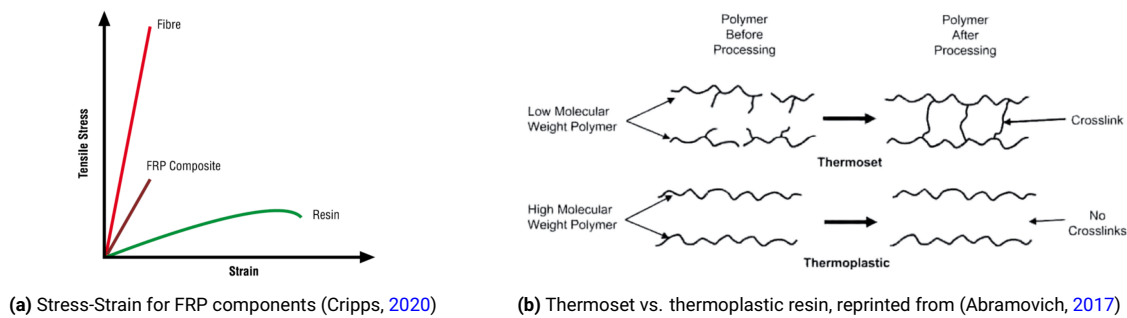 Tensile Stress
Fibre
FRP Composite
Resin
Strain
(a) Stress-Strain for FRP components (Cripps, 2020)
Polymer
Before
Processing
Polymer
After
Processing
Low Molecular
Weight Polymer
Crosslink
Thermoset
High Molecular
Weight Polymer
No
Crosslinks
Thermoplastic
(b) Thermoset vs. thermoplastic resin, reprinted from (Abramovich, 2017)